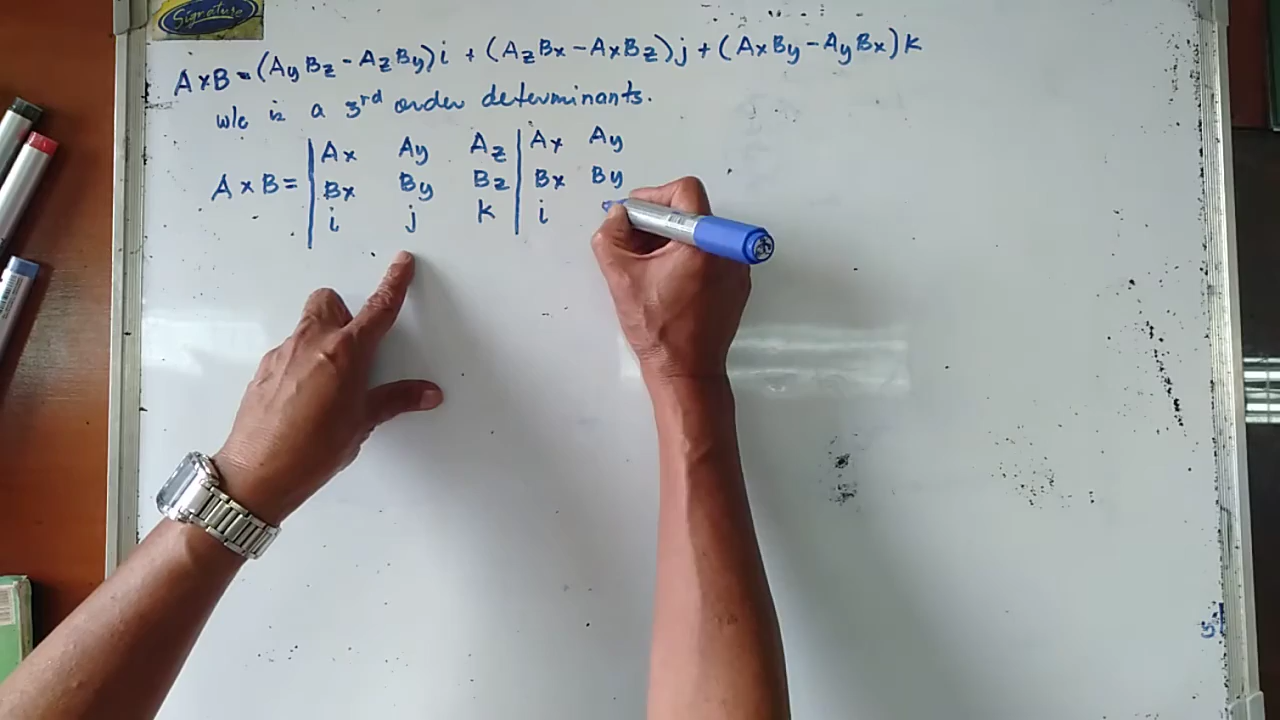 Signature
A×B=(AyBz-AzBy)i + (AzBx-AxBz)j+(AxBy-AyBx)k
w/c is a 3rd order determinants.
A×B= | Ax Ay Az | Ax Ay
Bx By Bz | Bx By
i j k | i